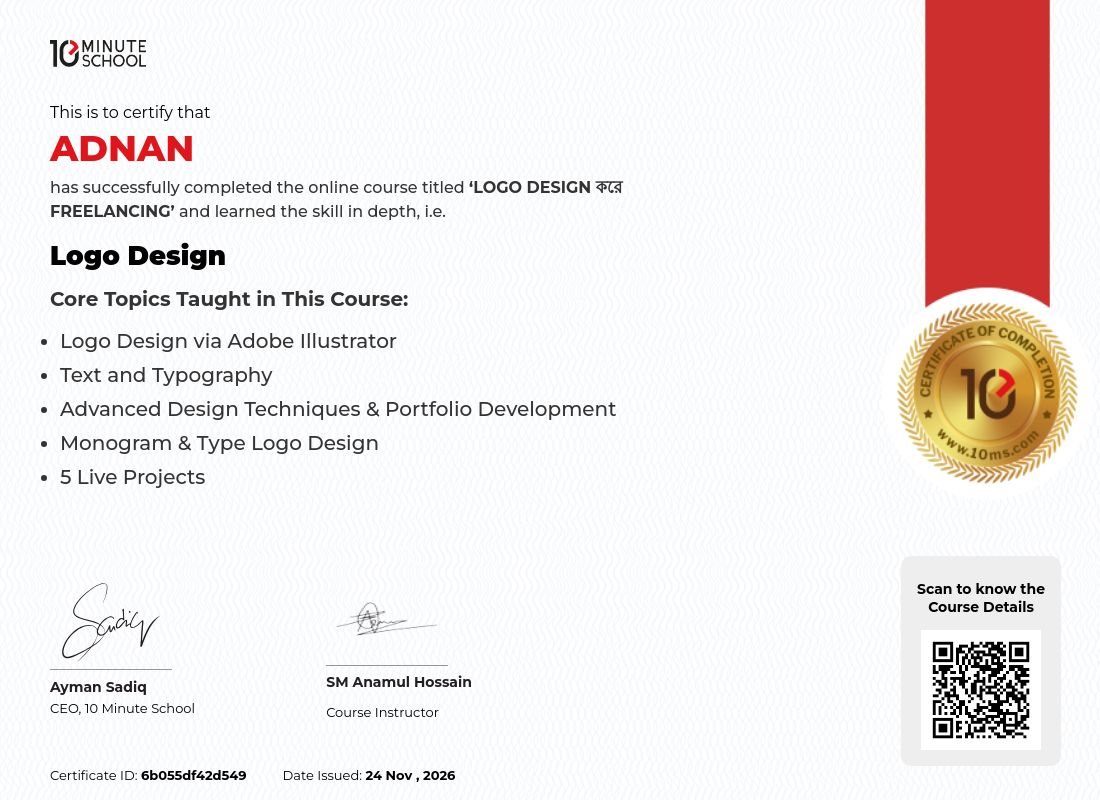 10 MINUTE
SCHOOL
This is to certify that
ADNAN
has successfully completed the online course titled ‘LOGO DESIGN করে
FREELANCING’ and learned the skill in depth, i.e.
Logo Design
Core Topics Taught in This Course:
• Logo Design via Adobe Illustrator
• Text and Typography
• Advanced Design Techniques & Portfolio Development
• Monogram & Type Logo Design
• 5 Live Projects
CERTIFICATE OF COMPLETION
10
www.10ms.com
Sadiq
Ayman Sadiq
CEO, 10 Minute School
SM Anamul Hossain
Course Instructor
Scan to know the
Course Details
Certificate ID: 6b055df42d549 Date Issued: 24 Nov , 2026